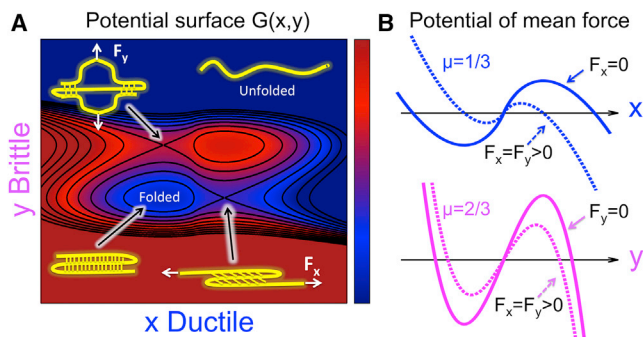 A
Potential surface G(x,y)
F_y
Unfolded
Folded
F_x
y Brittle
x Ductile
B
Potential of mean force
μ=1/3
F_x=0
x
F_x=F_y>0
μ=2/3
F_y=0
y
F_x=F_y>0